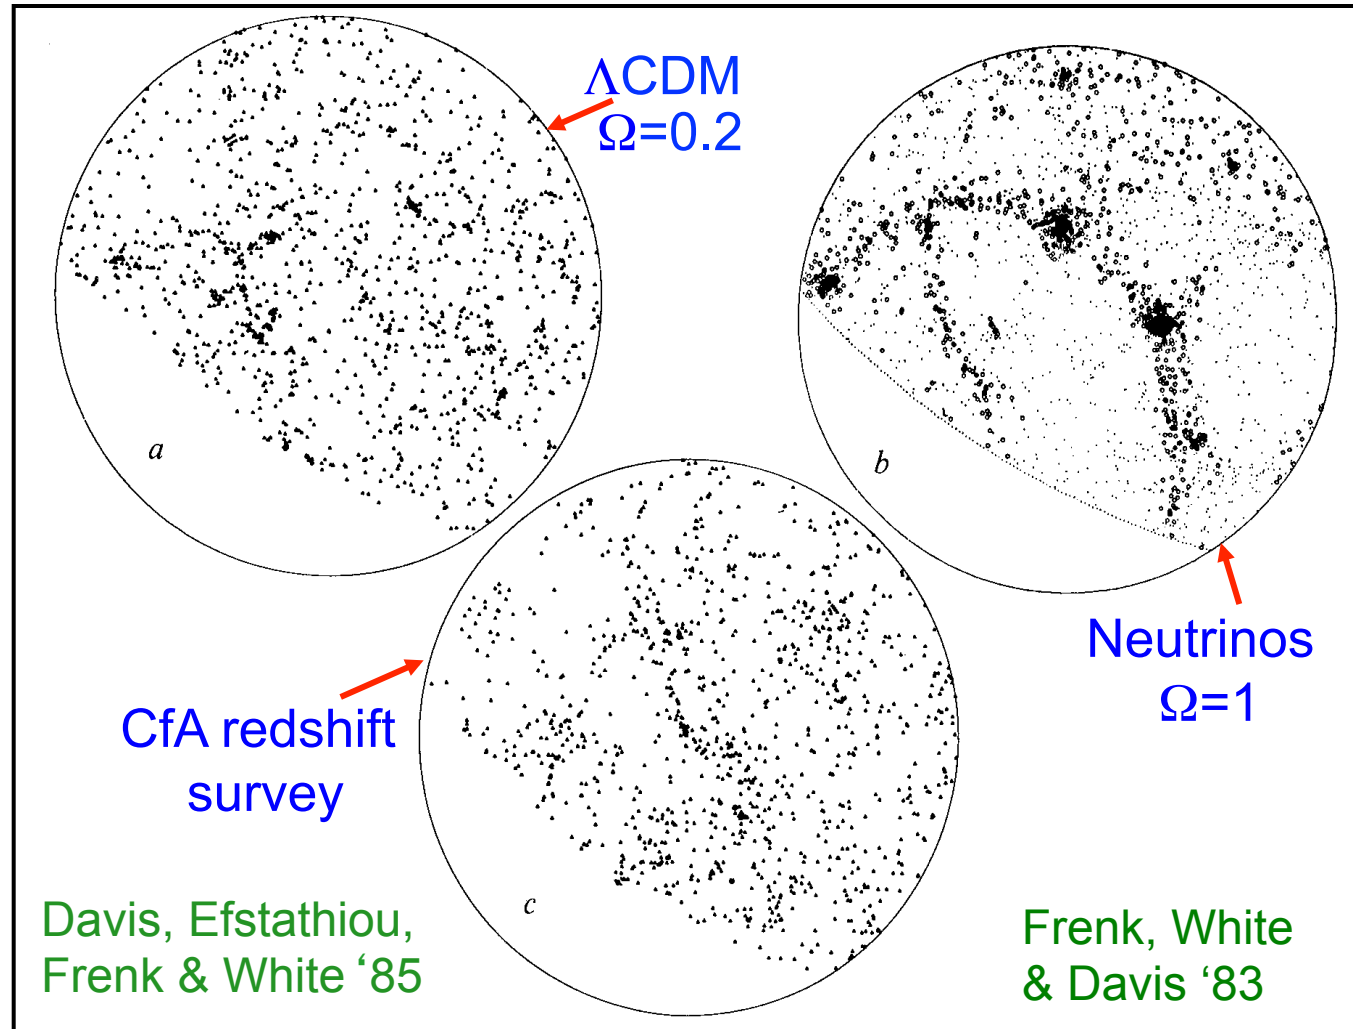 ΛCDM
Ω=0.2
a
b
Neutrinos
Ω=1
CfA redshift
survey
c
Davis, Efstathiou,
Frenk & White ‘85
Frenk, White
& Davis ‘83